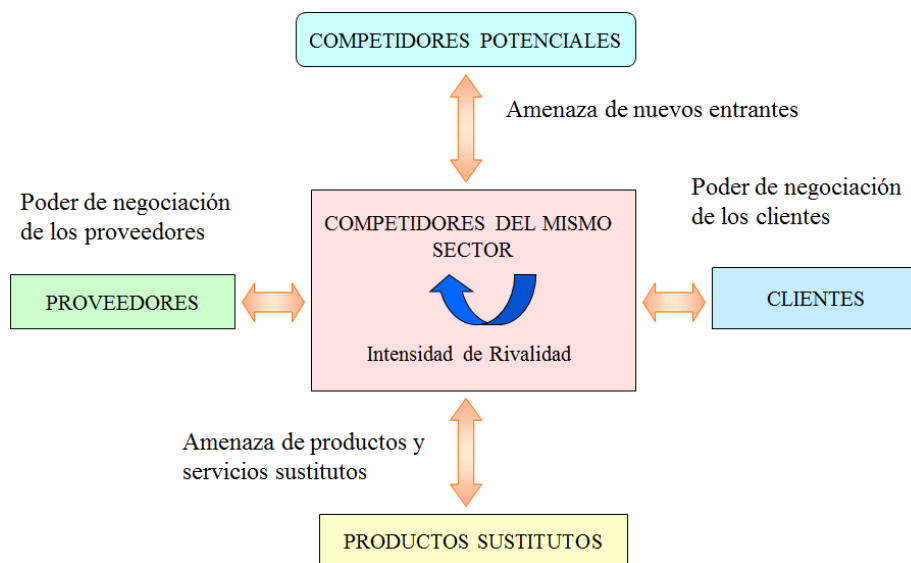 COMPETIDORES POTENCIALES
Amenaza de nuevos entrantes
Poder de negociación
de los proveedores
Poder de negociación
de los clientes
COMPETIDORES DEL MISMO
SECTOR
PROVEEDORES
CLIENTES
Intensidad de Rivalidad
Amenaza de productos y
servicios sustitutos
PRODUCTOS SUSTITUTOS